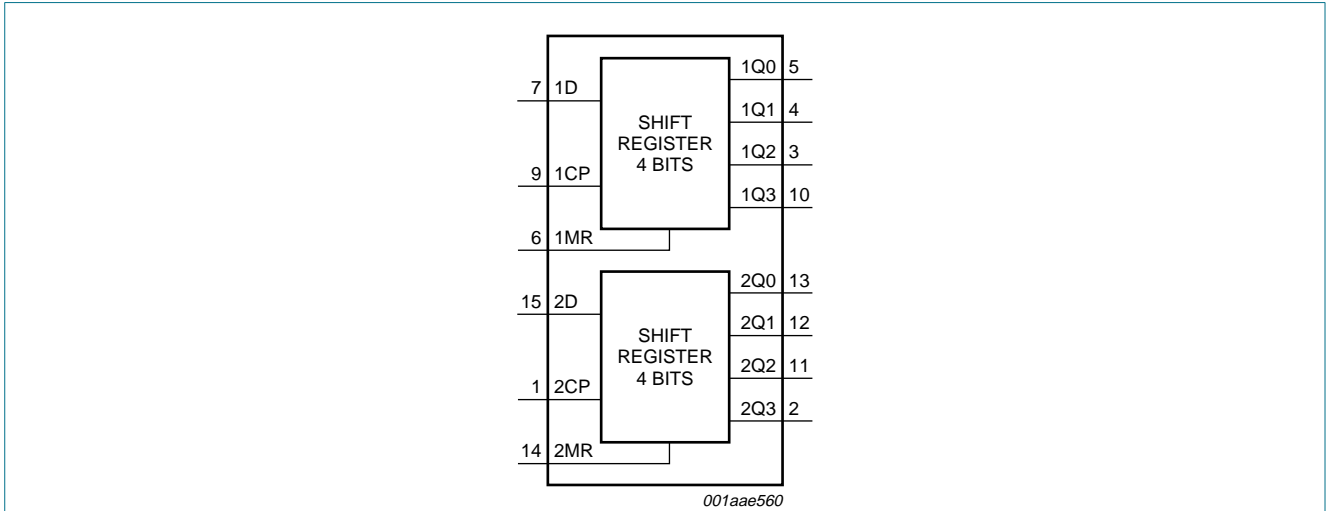 7 1D
9 1CP
6 1MR
SHIFT
REGISTER
4 BITS
1Q0 5
1Q1 4
1Q2 3
1Q3 10
15 2D
1 2CP
14 2MR
SHIFT
REGISTER
4 BITS
2Q0 13
2Q1 12
2Q2 11
2Q3 2
001aae560